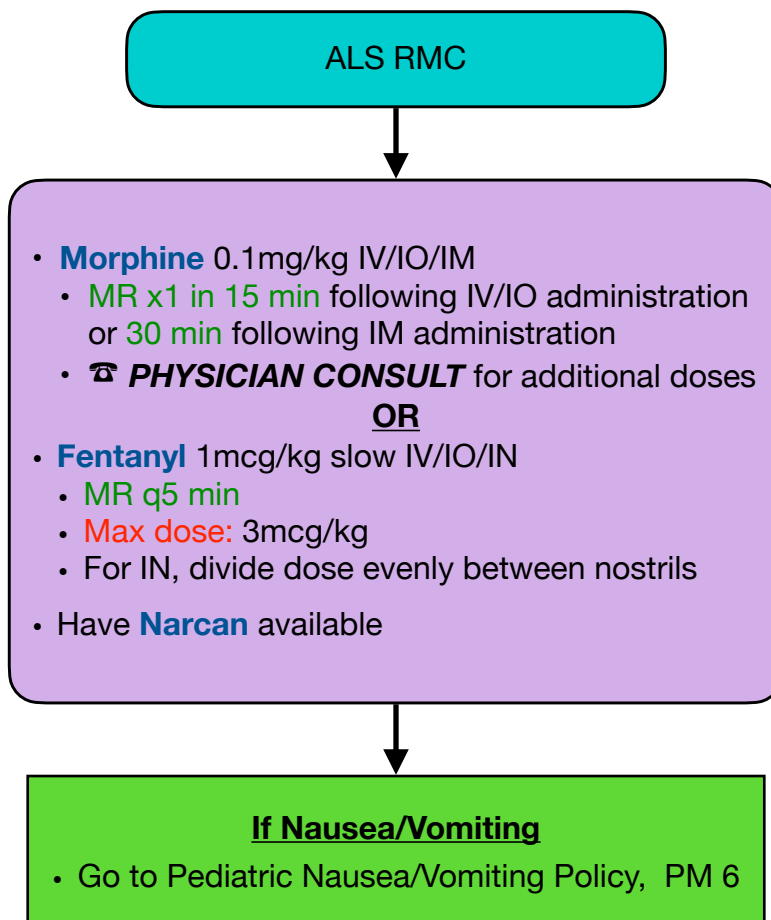 ALS RMC
• Morphine 0.1mg/kg IV/IO/IM
• MR x1 in 15 min following IV/IO administration
or 30 min following IM administration
• ☎ PHYSICIAN CONSULT for additional doses
OR
• Fentanyl 1mcg/kg slow IV/IO/IN
• MR q5 min
• Max dose: 3mcg/kg
• For IN, divide dose evenly between nostrils
• Have Narcan available
If Nausea/Vomiting
• Go to Pediatric Nausea/Vomiting Policy, PM 6